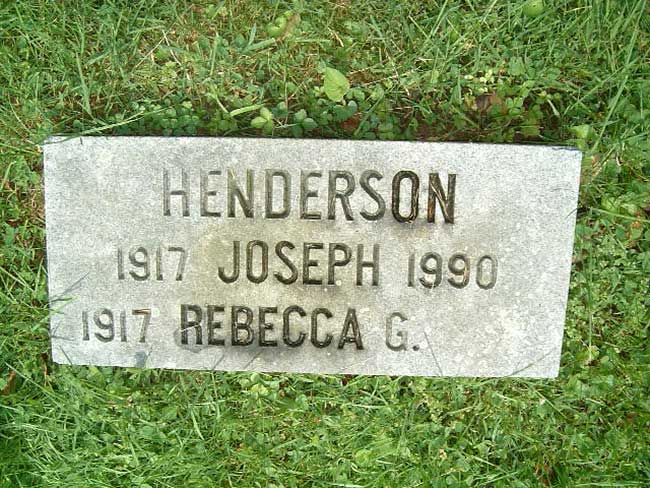 HENDERSON
1917 JOSEPH 1990
1917 REBECCA G.